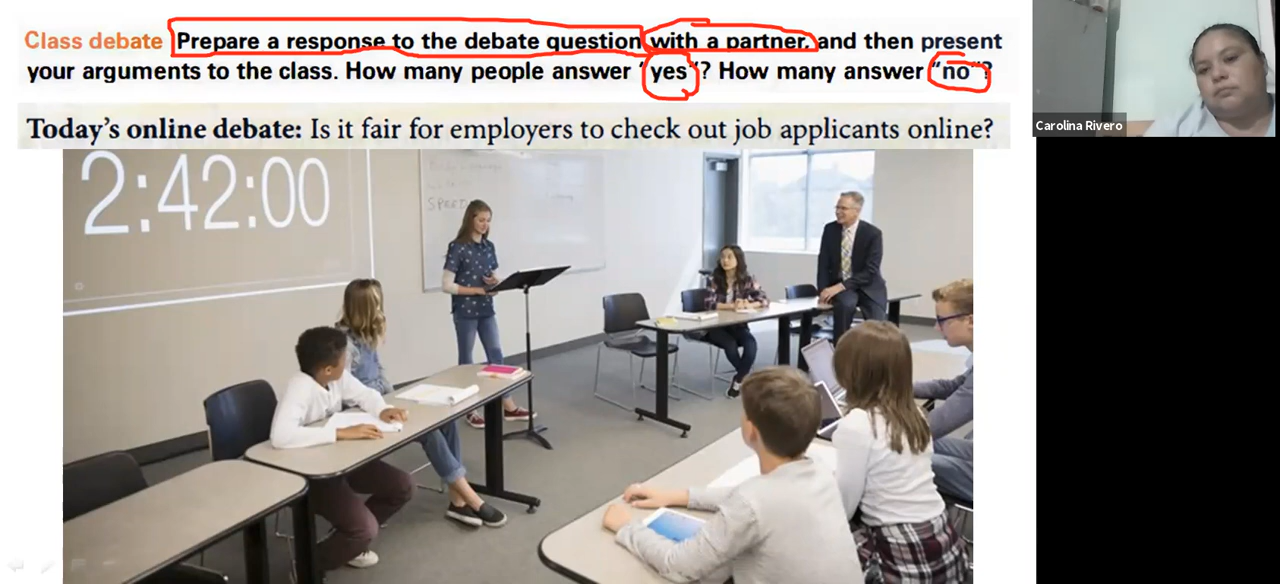 Class debate Prepare a response to the debate question with a partner, and then present
your arguments to the class. How many people answer "yes"? How many answer "no"?
Today's online debate: Is it fair for employers to check out job applicants online?
Carolina Rivero
2:42:00
SPEED